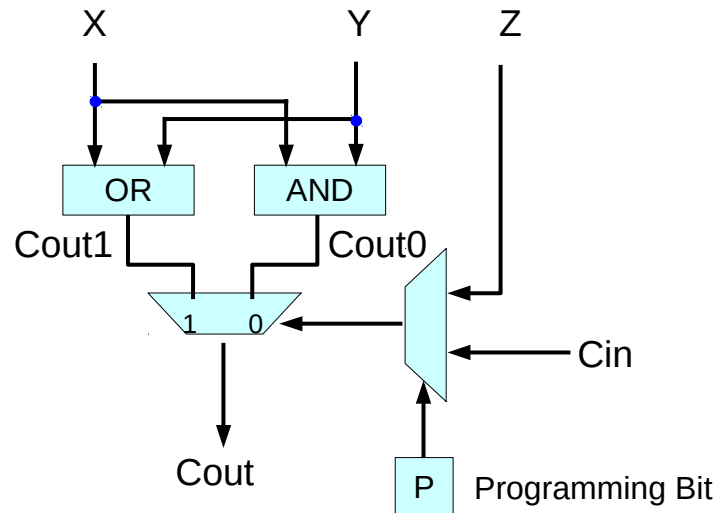 X Y Z
OR AND
Cout1 Cout0
1 0
Cin
Cout
P Programming Bit